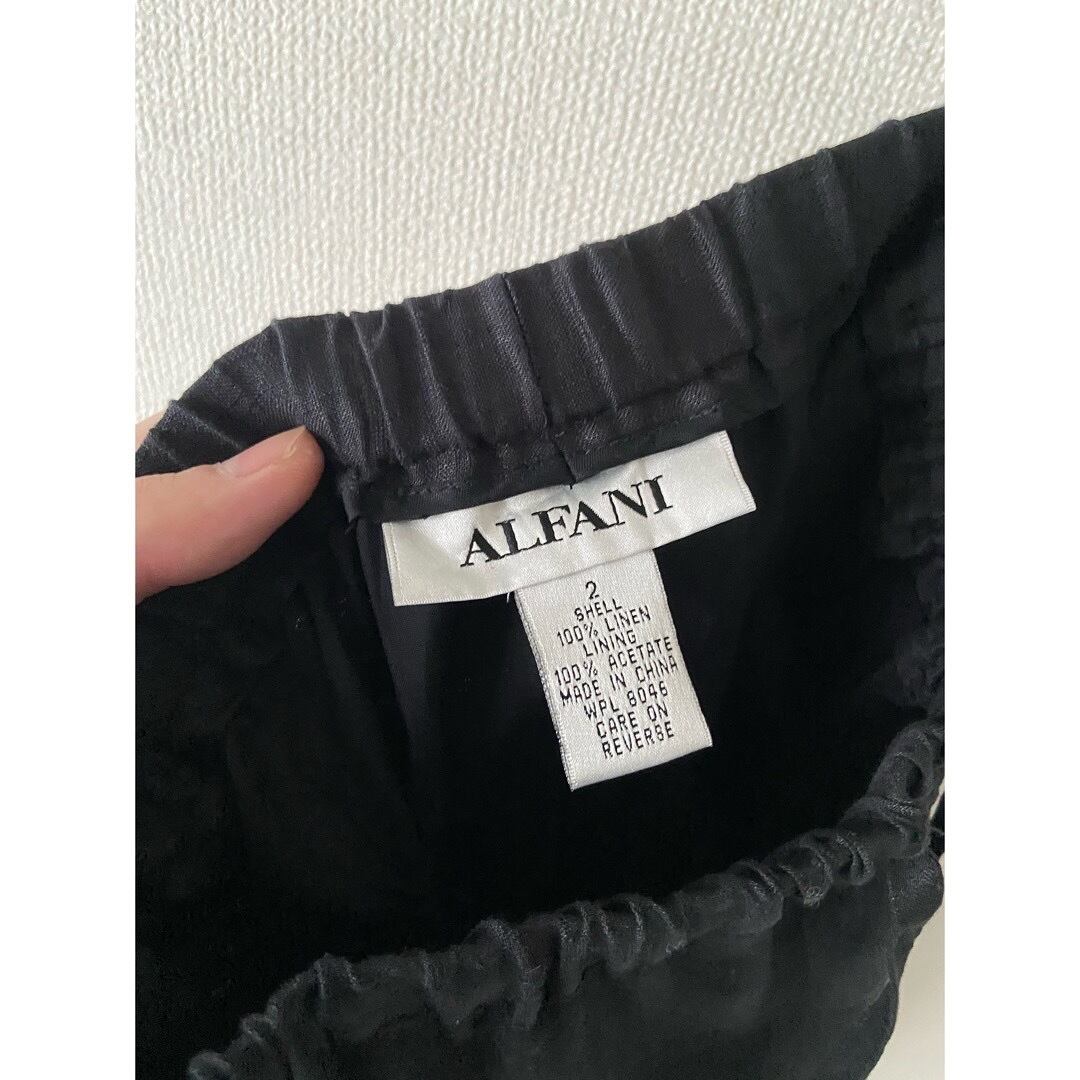 ALFANI
2
SHELL
100% LINEN
LINING
100% ACETATE
MADE IN CHINA
WPL 8046
CARE ON
REVERSE